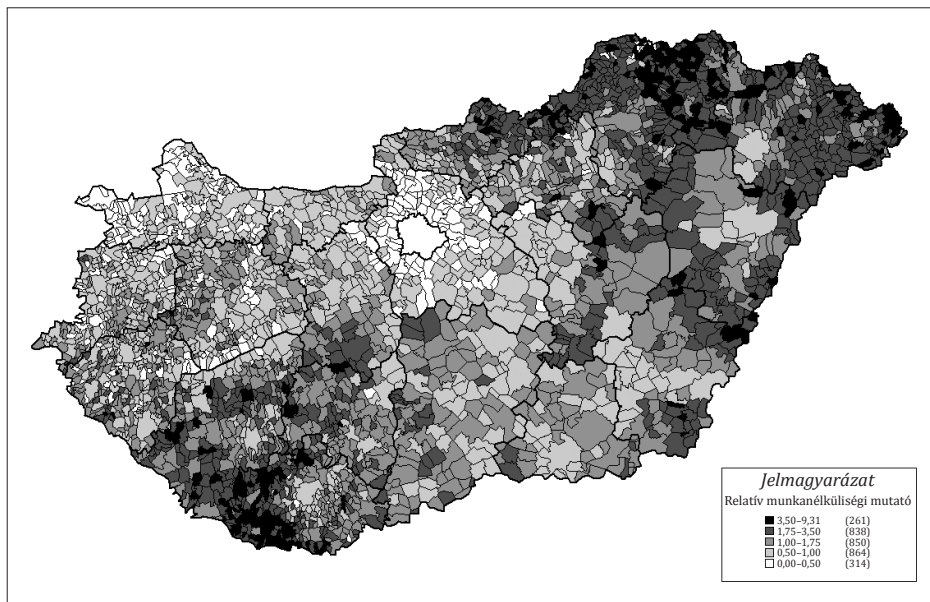 Jelmagyarázat
Relatív munkanélküliségi mutató
3,50–9,31 (261)
1,75–3,50 (838)
1,00–1,75 (850)
0,50–1,00 (864)
0,00–0,50 (314)